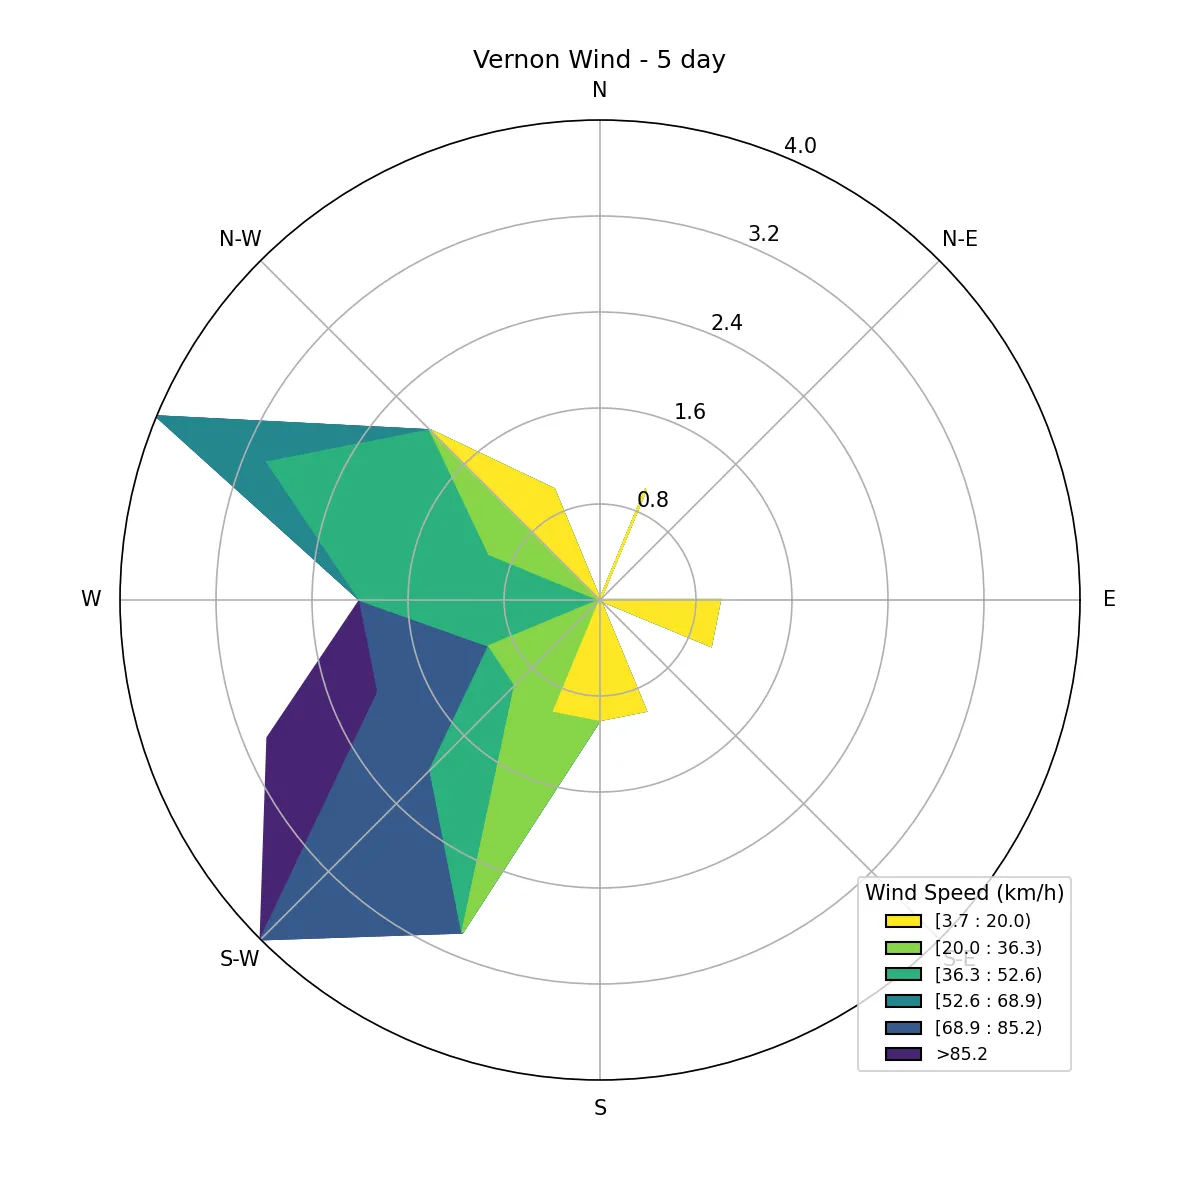 Vernon Wind - 5 day
N
4.0
N-W
3.2
N-E
2.4
1.6
0.8
W
E
S-W
S-E
S
Wind Speed (km/h)
[3.7 : 20.0)
[20.0 : 36.3)
[36.3 : 52.6)
[52.6 : 68.9)
[68.9 : 85.2)
>85.2